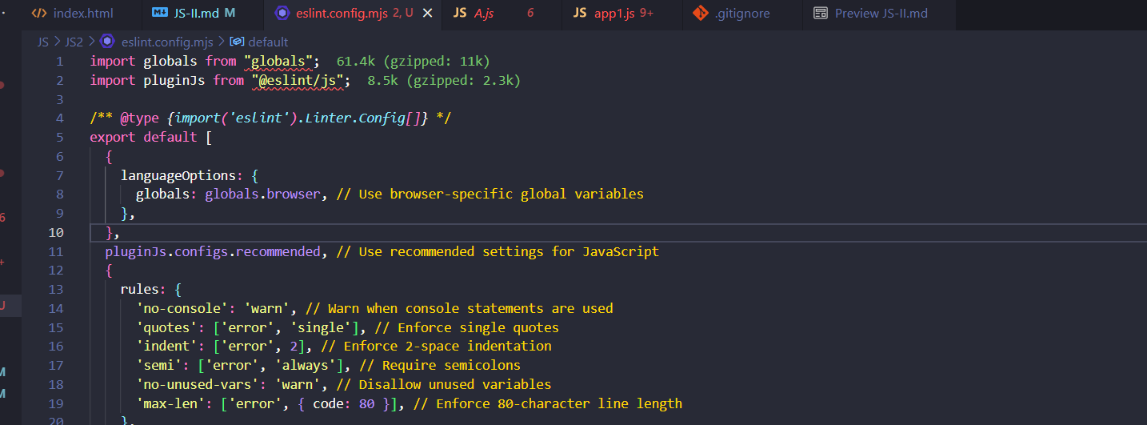 index.html JS-II.md M eslint.config.mjs 2, U A.js 6 app1.js 9+ .gitignore Preview JS-II.md
JS > JS2 > eslint.config.mjs > default
1 import globals from "globals"; 61.4k (gzipped: 11k)
2 import pluginJs from "@eslint/js"; 8.5k (gzipped: 2.3k)
3
4 /** @type {import('eslint').Linter.Config[]} */
5 export default [
6 {
7 languageOptions: {
8 globals: globals.browser, // Use browser-specific global variables
9 },
10 },
11 pluginJs.configs.recommended, // Use recommended settings for JavaScript
12 {
13 rules: {
14 'no-console': 'warn', // Warn when console statements are used
15 'quotes': ['error', 'single'], // Enforce single quotes
16 'indent': ['error', 2], // Enforce 2-space indentation
17 'semi': ['error', 'always'], // Require semicolons
18 'no-unused-vars': 'warn', // Disallow unused variables
19 'max-len': ['error', { code: 80 }], // Enforce 80-character line length
20 },